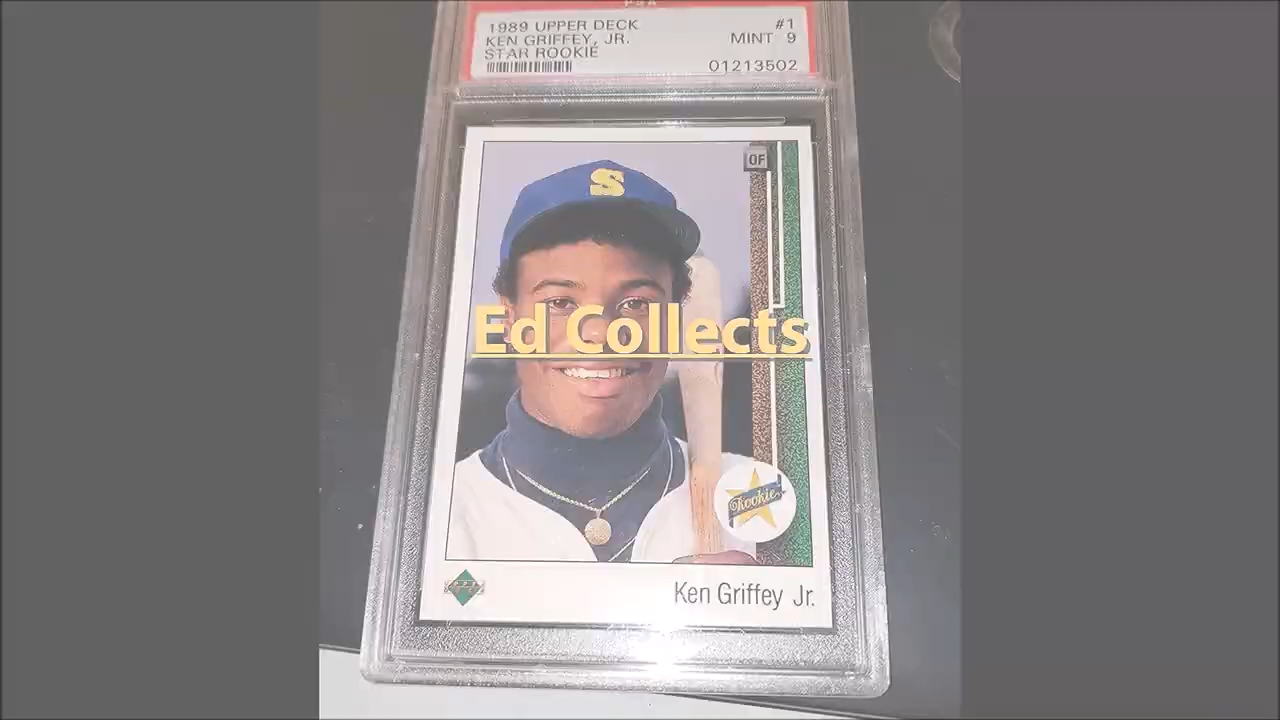 PSA
1989 UPPER DECK #1
KEN GRIFFEY, JR. MINT 9
STAR ROOKIE
01213502
OF
S
Ed Collects
Rookie
Ken Griffey Jr.